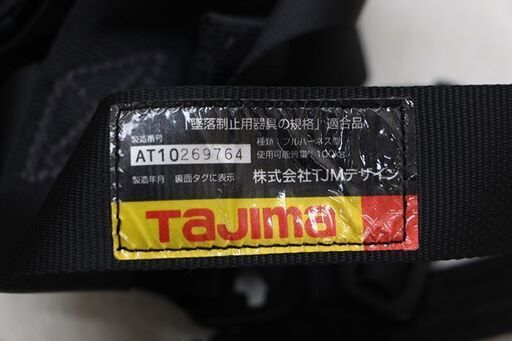 「墜落制止用器具の規格」適合品
製造番号
AT10269764
種類：フルハーネス型
使用可能質量：100kg
製造年月 裏面タグに表示
株式会社TJMデザイン
TaJima